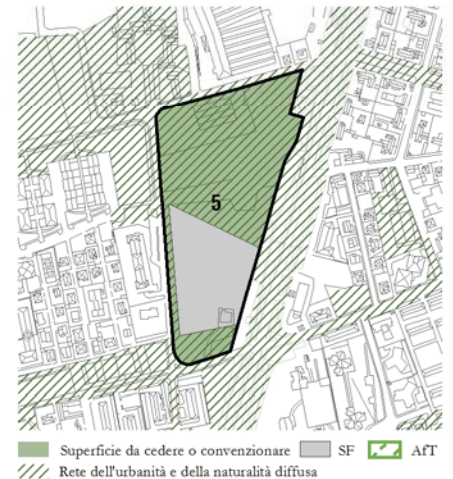 5
Superficie da cedere o convenzionare SF AfT
Rete dell'urbanità e della naturalità diffusa